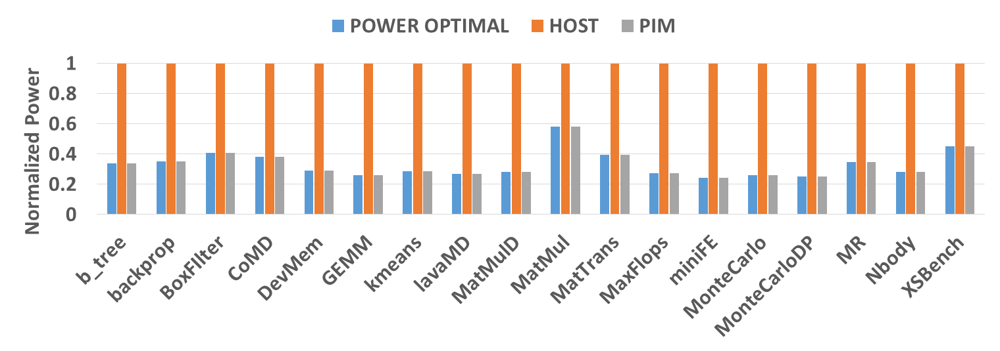 POWER OPTIMAL HOST PIM
Normalized Power
1
0.8
0.6
0.4
0.2
0
b_tree
backprop
BoxFIlter
CoMD
DevMem
GEMM
kmeans
lavaMD
MatMulD
MatMul
MatTrans
MaxFlops
miniFE
MonteCarlo
MonteCarloDP
MR
Nbody
XSBench